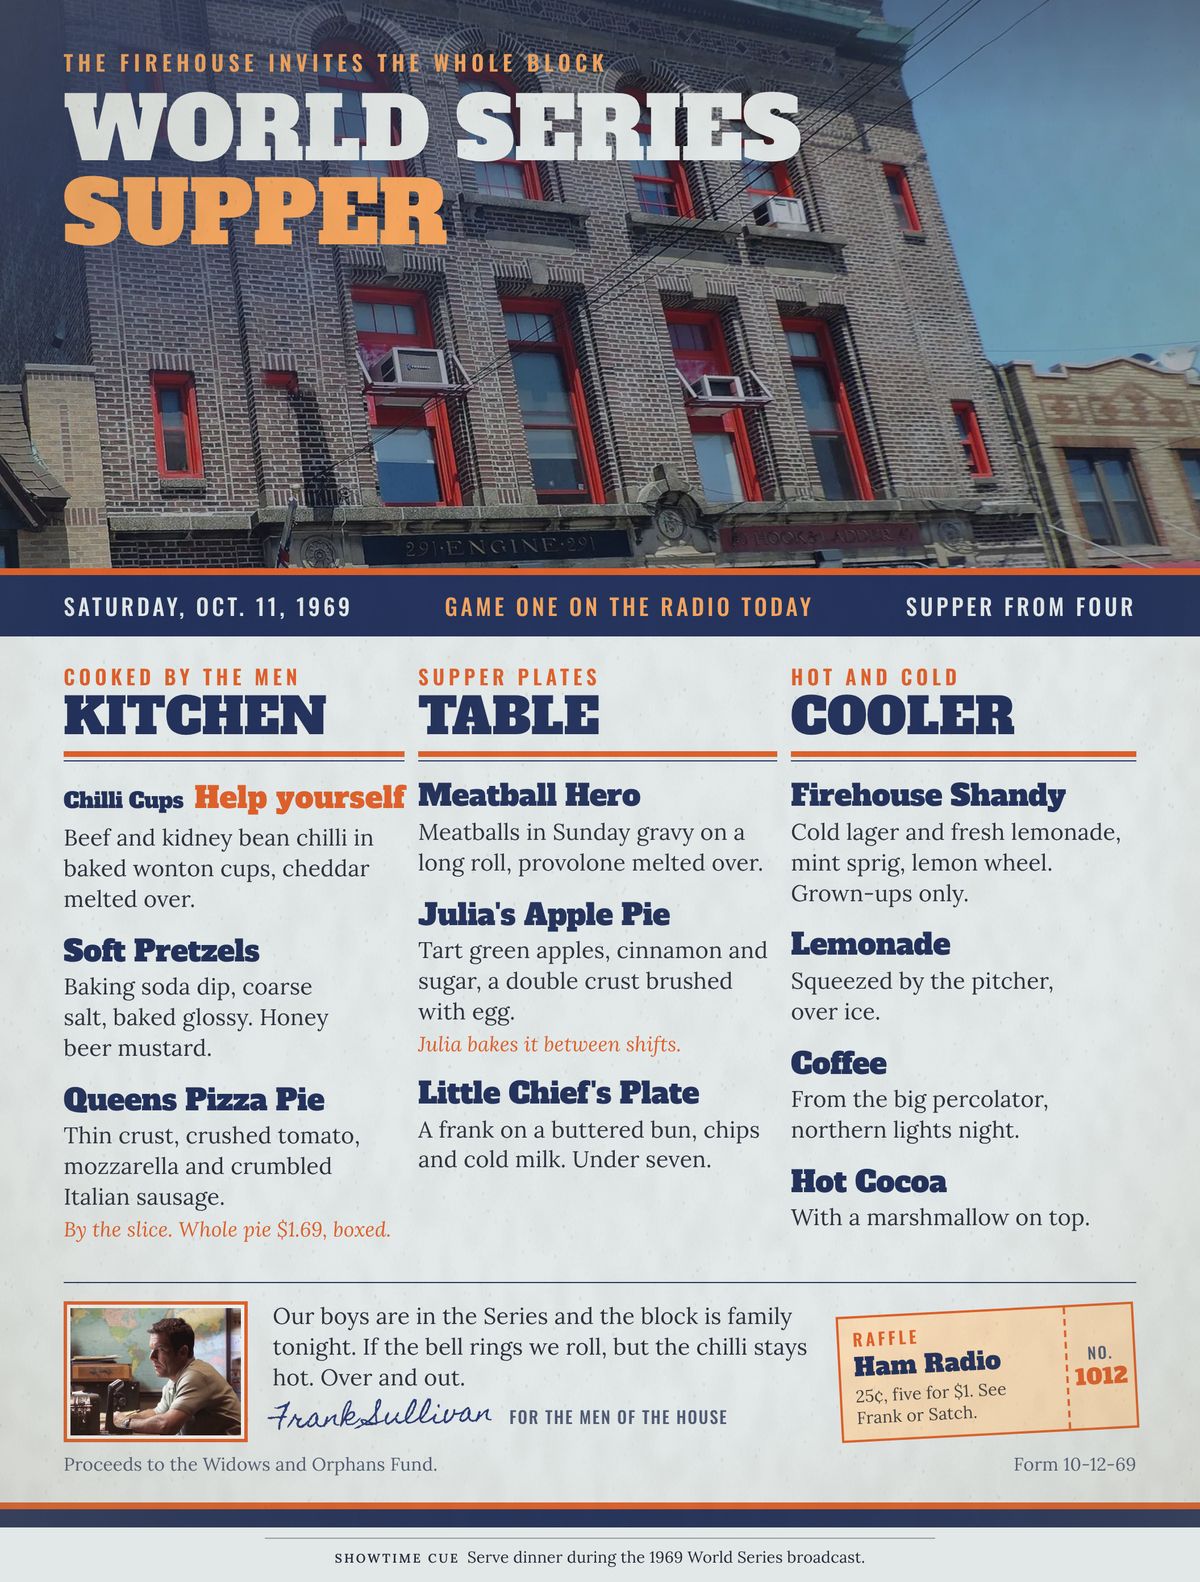 THE FIREHOUSE INVITES THE WHOLE BLOCK
WORLD SERIES
SUPPER
291·ENGINE·291
HOOK & LADDER
SATURDAY, OCT. 11, 1969
GAME ONE ON THE RADIO TODAY
SUPPER FROM FOUR
COOKED BY THE MEN
KITCHEN
Chilli Cups Help yourself
Beef and kidney bean chilli in
baked wonton cups, cheddar
melted over.
Soft Pretzels
Baking soda dip, coarse
salt, baked glossy. Honey
beer mustard.
Queens Pizza Pie
Thin crust, crushed tomato,
mozzarella and crumbled
Italian sausage.
By the slice. Whole pie $1.69, boxed.
SUPPER PLATES
TABLE
Meatball Hero
Meatballs in Sunday gravy on a
long roll, provolone melted over.
Julia's Apple Pie
Tart green apples, cinnamon and
sugar, a double crust brushed
with egg.
Julia bakes it between shifts.
Little Chief's Plate
A frank on a buttered bun, chips
and cold milk. Under seven.
HOT AND COLD
COOLER
Firehouse Shandy
Cold lager and fresh lemonade,
mint sprig, lemon wheel.
Grown-ups only.
Lemonade
Squeezed by the pitcher,
over ice.
Coffee
From the big percolator,
northern lights night.
Hot Cocoa
With a marshmallow on top.
Our boys are in the Series and the block is family
tonight. If the bell rings we roll, but the chilli stays
hot. Over and out.
Frank Sullivan FOR THE MEN OF THE HOUSE
RAFFLE
Ham Radio
25¢, five for $1. See
Frank or Satch.
NO.
1012
Proceeds to the Widows and Orphans Fund.
Form 10-12-69
SHOWTIME CUE Serve dinner during the 1969 World Series broadcast.